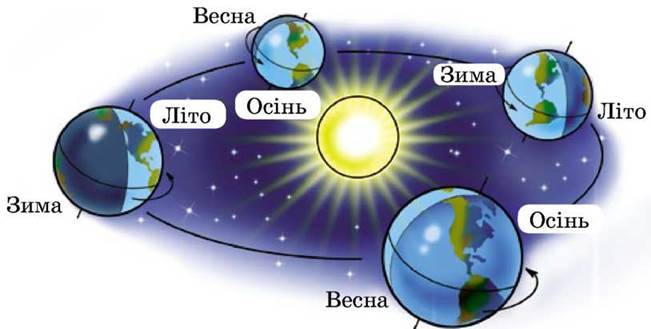 Весна
Осінь
Зима
Літо
Літо
Зима
Осінь
Весна